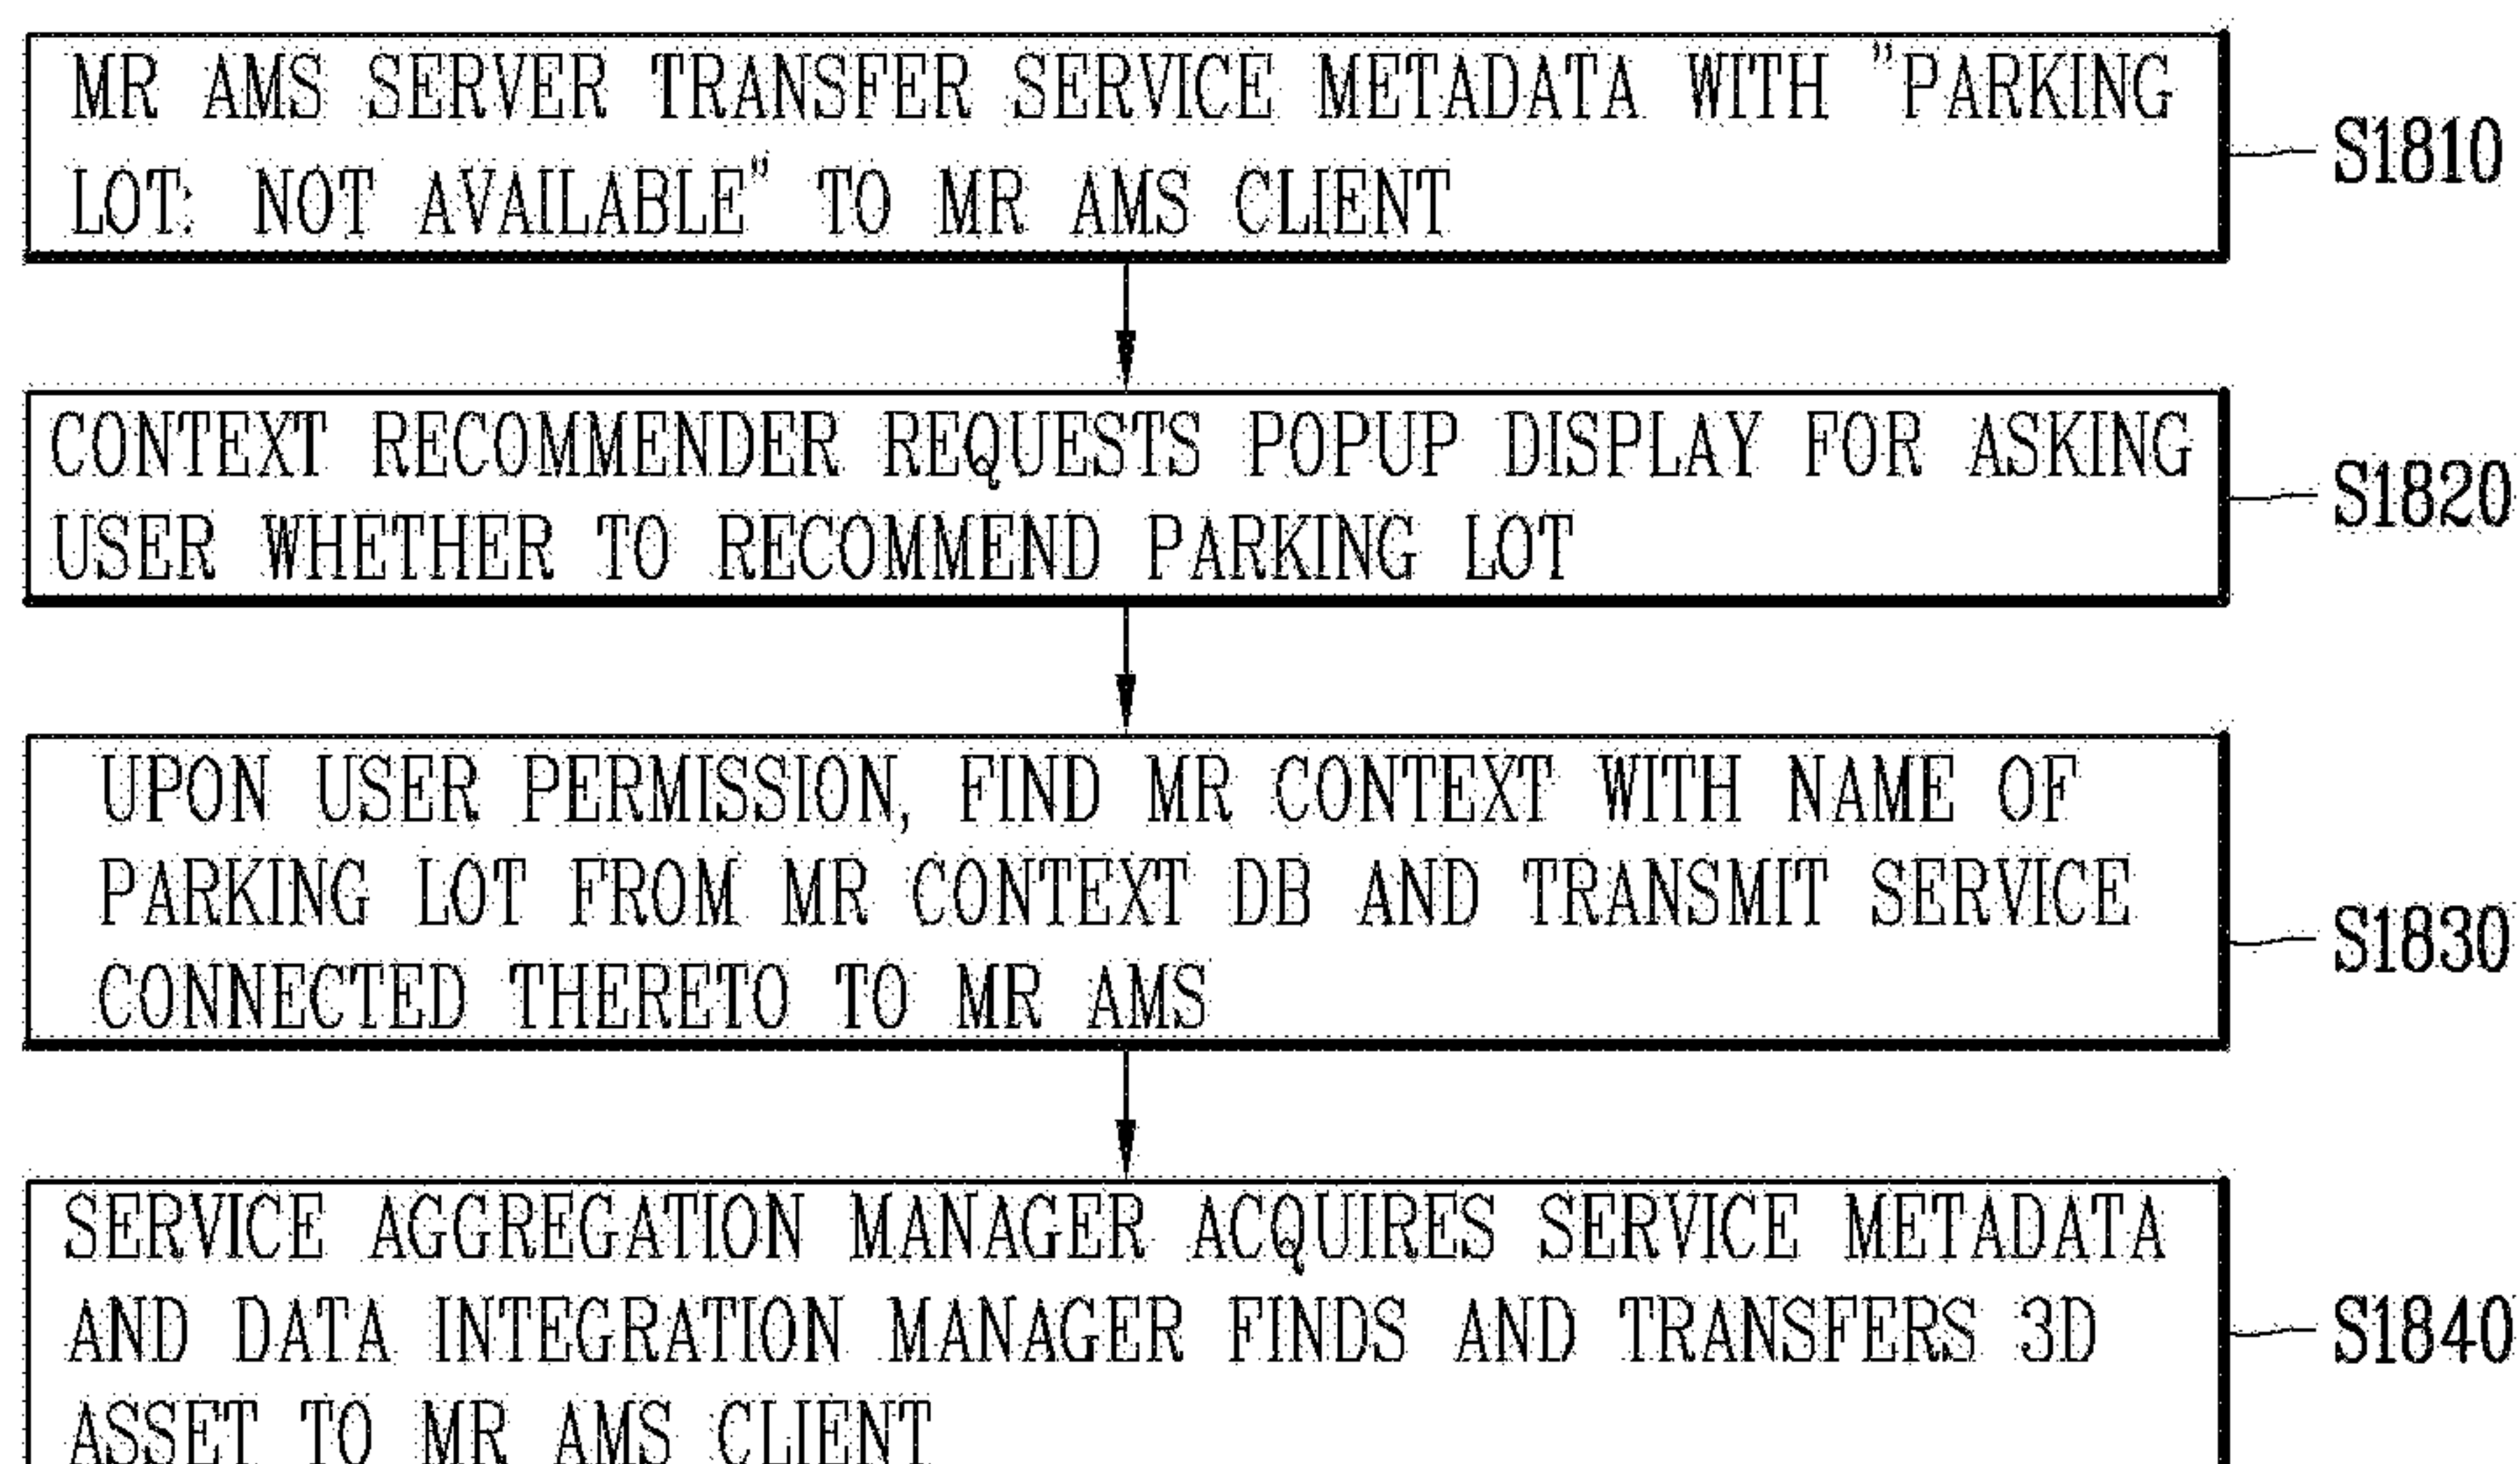 MR AMS SERVER TRANSFER SERVICE METADATA WITH "PARKING
LOT: NOT AVAILABLE" TO MR AMS CLIENT
S1810
CONTEXT RECOMMENDER REQUESTS POPUP DISPLAY FOR ASKING
USER WHETHER TO RECOMMEND PARKING LOT
S1820
UPON USER PERMISSION, FIND MR CONTEXT WITH NAME OF
PARKING LOT FROM MR CONTEXT DB AND TRANSMIT SERVICE
CONNECTED THERETO TO MR AMS
S1830
SERVICE AGGREGATION MANAGER ACQUIRES SERVICE METADATA
AND DATA INTEGRATION MANAGER FINDS AND TRANSFERS 3D
ASSET TO MR AMS CLIENT
S1840